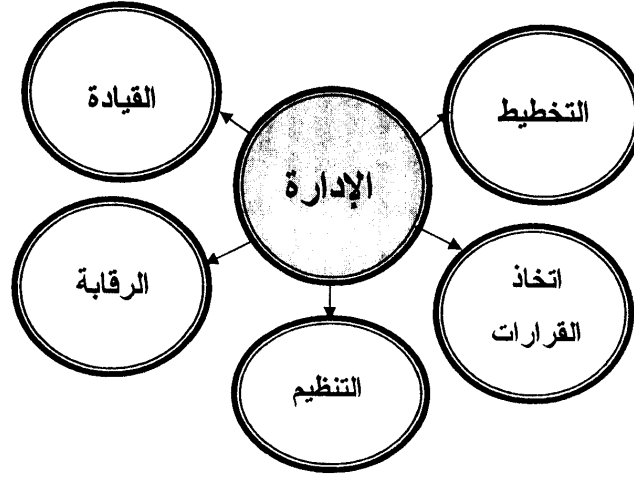 القيادة
التخطيط
الإدارة
الرقابة
اتخاذ
القرارات
التنظيم